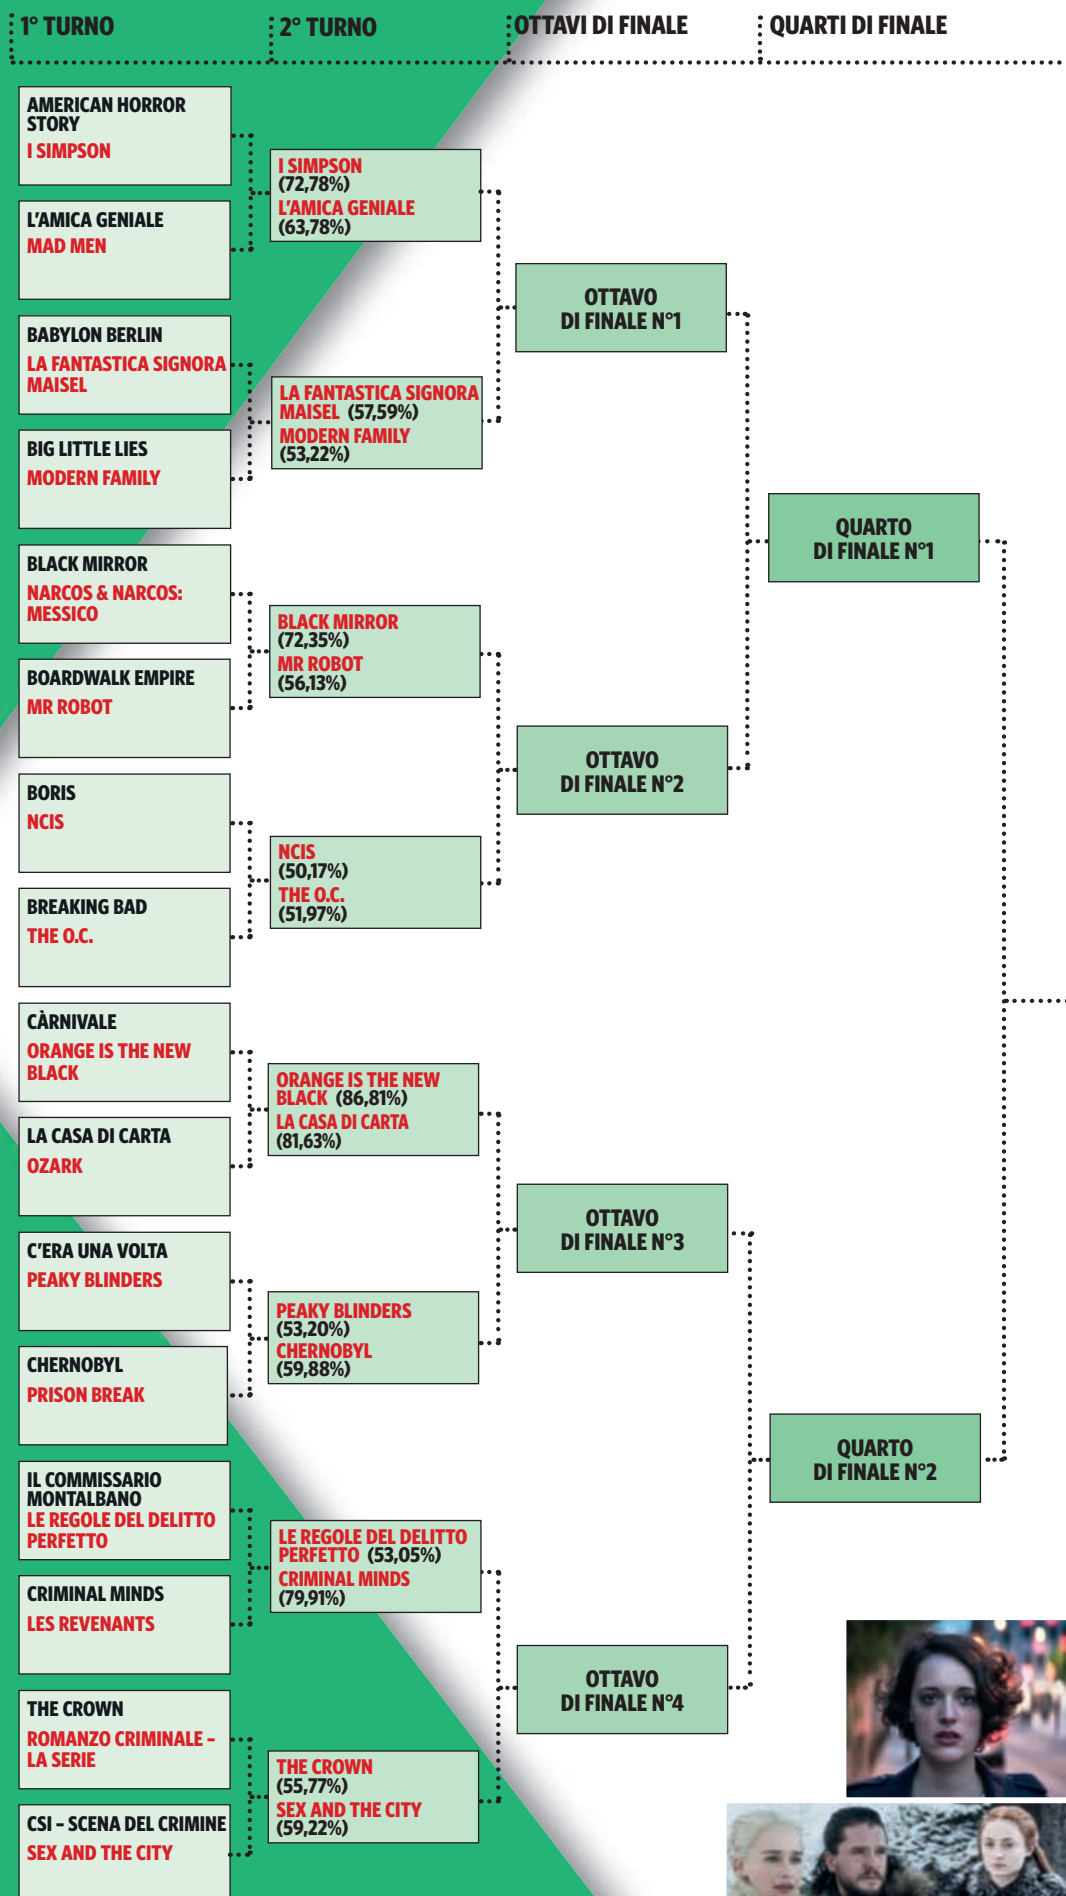 1° TURNO
2° TURNO
OTTAVI DI FINALE
QUARTI DI FINALE
AMERICAN HORROR
STORY
I SIMPSON
L'AMICA GENIALE
MAD MEN
BABYLON BERLIN
LA FANTASTICA SIGNORA
MAISEL
BIG LITTLE LIES
MODERN FAMILY
BLACK MIRROR
NARCOS & NARCOS:
MESSICO
BOARDWALK EMPIRE
MR ROBOT
BORIS
NCIS
BREAKING BAD
THE O.C.
CÀRNIVALE
ORANGE IS THE NEW
BLACK
LA CASA DI CARTA
OZARK
C'ERA UNA VOLTA
PEAKY BLINDERS
CHERNOBYL
PRISON BREAK
IL COMMISSARIO
MONTALBANO
LE REGOLE DEL DELITTO
PERFETTO
CRIMINAL MINDS
LES REVENANTS
THE CROWN
ROMANZO CRIMINALE –
LA SERIE
CSI – SCENA DEL CRIMINE
SEX AND THE CITY
I SIMPSON
(72,78%)
L'AMICA GENIALE
(63,78%)
LA FANTASTICA SIGNORA
MAISEL (57,59%)
MODERN FAMILY
(53,22%)
BLACK MIRROR
(72,35%)
MR ROBOT
(56,13%)
NCIS
(50,17%)
THE O.C.
(51,97%)
ORANGE IS THE NEW
BLACK (86,81%)
LA CASA DI CARTA
(81,63%)
PEAKY BLINDERS
(53,20%)
CHERNOBYL
(59,88%)
LE REGOLE DEL DELITTO
PERFETTO (53,05%)
CRIMINAL MINDS
(79,91%)
THE CROWN
(55,77%)
SEX AND THE CITY
(59,22%)
OTTAVO
DI FINALE N°1
OTTAVO
DI FINALE N°2
OTTAVO
DI FINALE N°3
OTTAVO
DI FINALE N°4
QUARTO
DI FINALE N°1
QUARTO
DI FINALE N°2